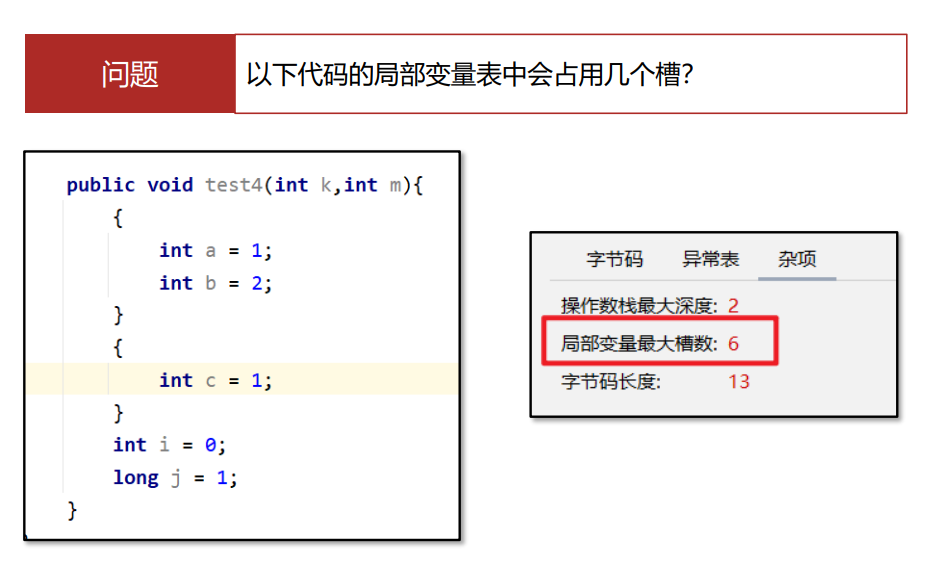 问题
以下代码的局部变量表中会占用几个槽?
public void test4(int k,int m){
{
int a = 1;
int b = 2;
}
{
int c = 1;
}
int i = 0;
long j = 1;
}
字节码 异常表 杂项
操作数栈最大深度: 2
局部变量最大槽数: 6
字节码长度: 13